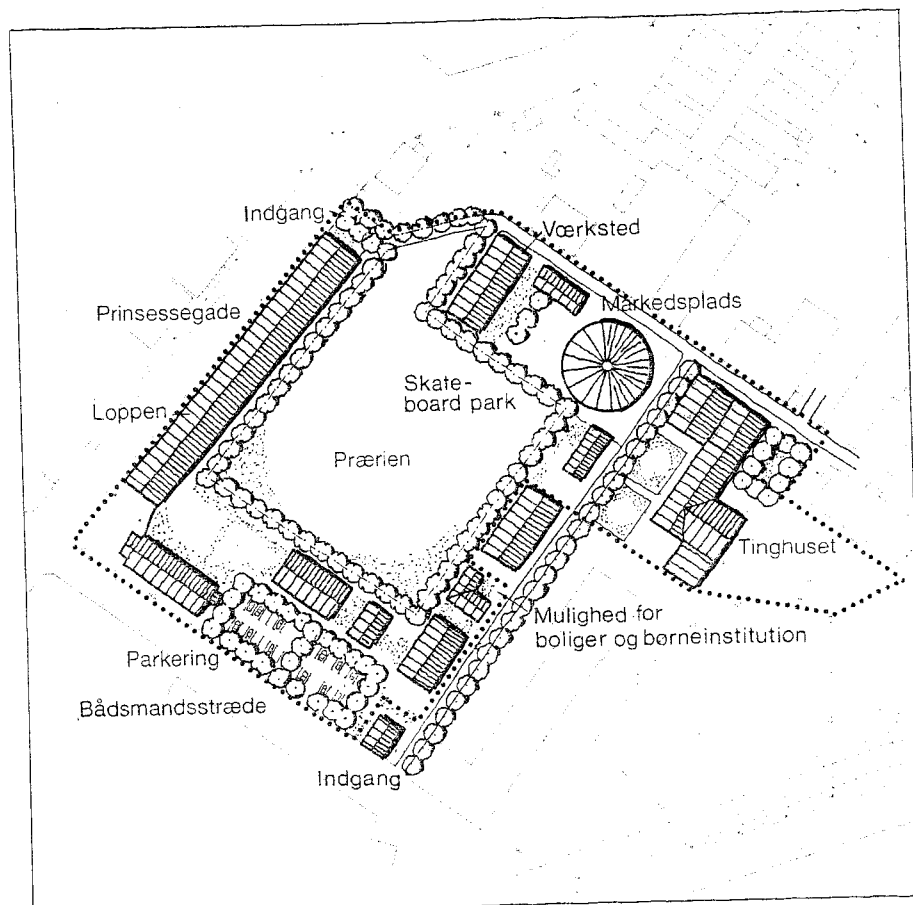 Indgang
Værksted
Prinsessegade
Markedsplads
Skate-
board park
Loppen
Prærien
Tinghuset
Mulighed for
boliger og børneinstitution
Parkering
Bådsmandsstræde
Indgang